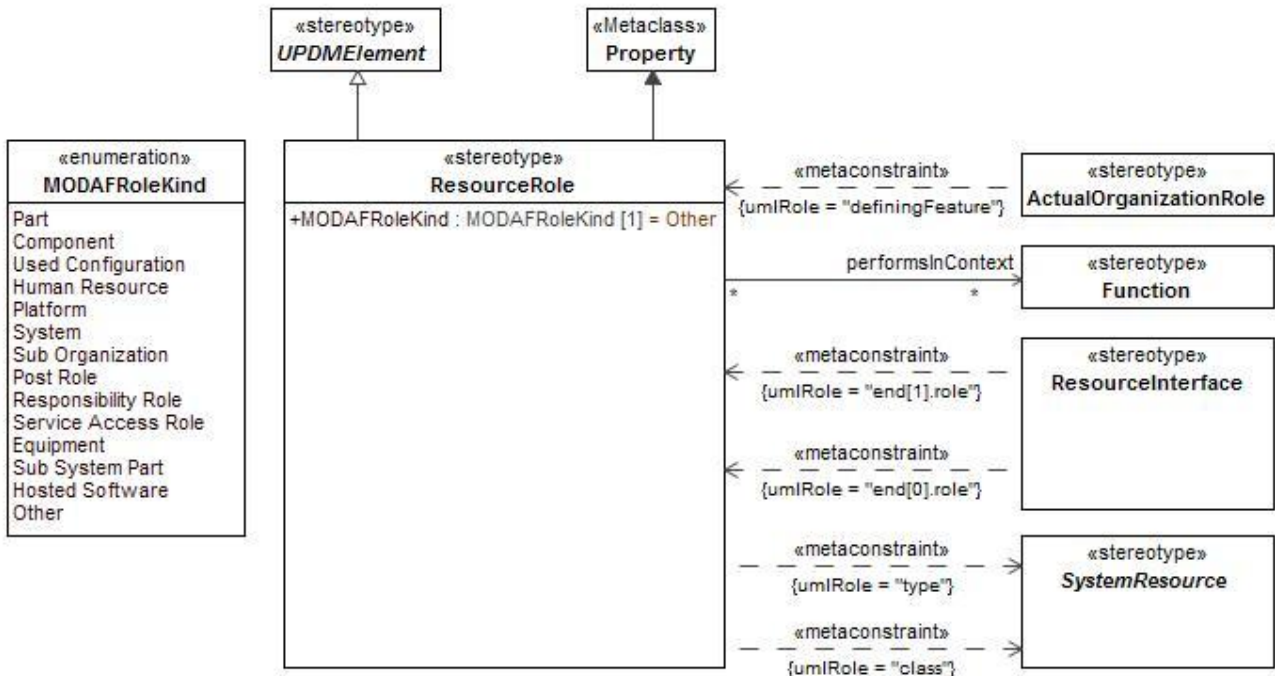 «stereotype»
UPDMElement
«Metaclass»
Property
«enumeration»
MODAFRoleKind
Part
Component
Used Configuration
Human Resource
Platform
System
Sub Organization
Post Role
Responsibility Role
Service Access Role
Equipment
Sub System Part
Hosted Software
Other
«stereotype»
ResourceRole
+MODAFRoleKind : MODAFRoleKind [1] = Other
«metaconstraint»
{umlRole = "definingFeature"}
«stereotype»
ActualOrganizationRole
performsInContext
*
*
«stereotype»
Function
«metaconstraint»
{umlRole = "end[1].role"}
«metaconstraint»
{umlRole = "end[0].role"}
«stereotype»
ResourceInterface
«metaconstraint»
{umlRole = "type"}
«metaconstraint»
{umlRole = "class"}
«stereotype»
SystemResource